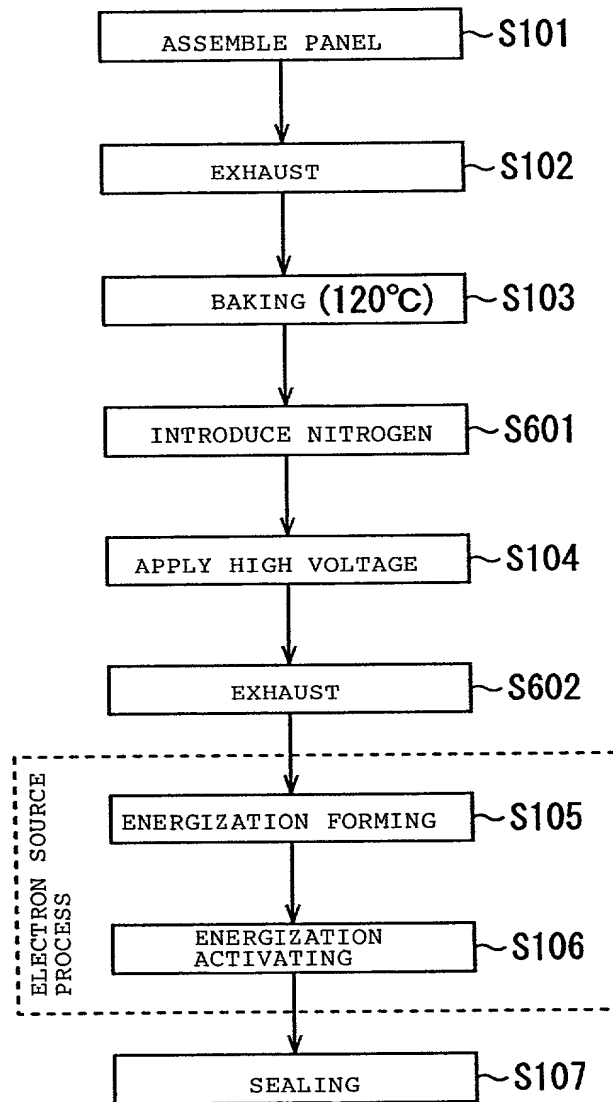 ASSEMBLE PANEL ~S101
EXHAUST ~S102
BAKING (120°C) ~S103
INTRODUCE NITROGEN ~S601
APPLY HIGH VOLTAGE ~S104
EXHAUST ~S602
ELECTRON SOURCE
PROCESS
ENERGIZATION FORMING ~S105
ENERGIZATION
ACTIVATING ~S106
SEALING ~S107